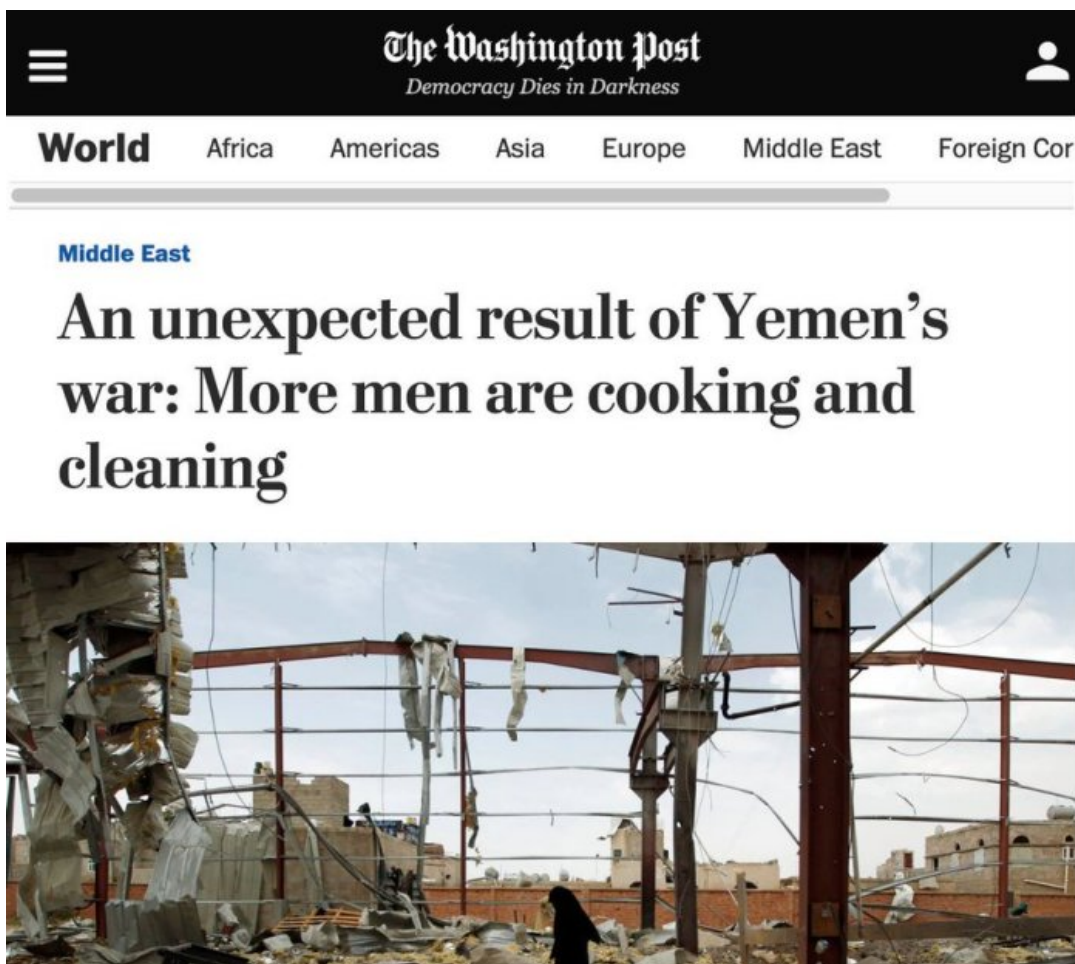 The Washington Post
Democracy Dies in Darkness
World Africa Americas Asia Europe Middle East Foreign Cor
Middle East
An unexpected result of Yemen’s
war: More men are cooking and
cleaning